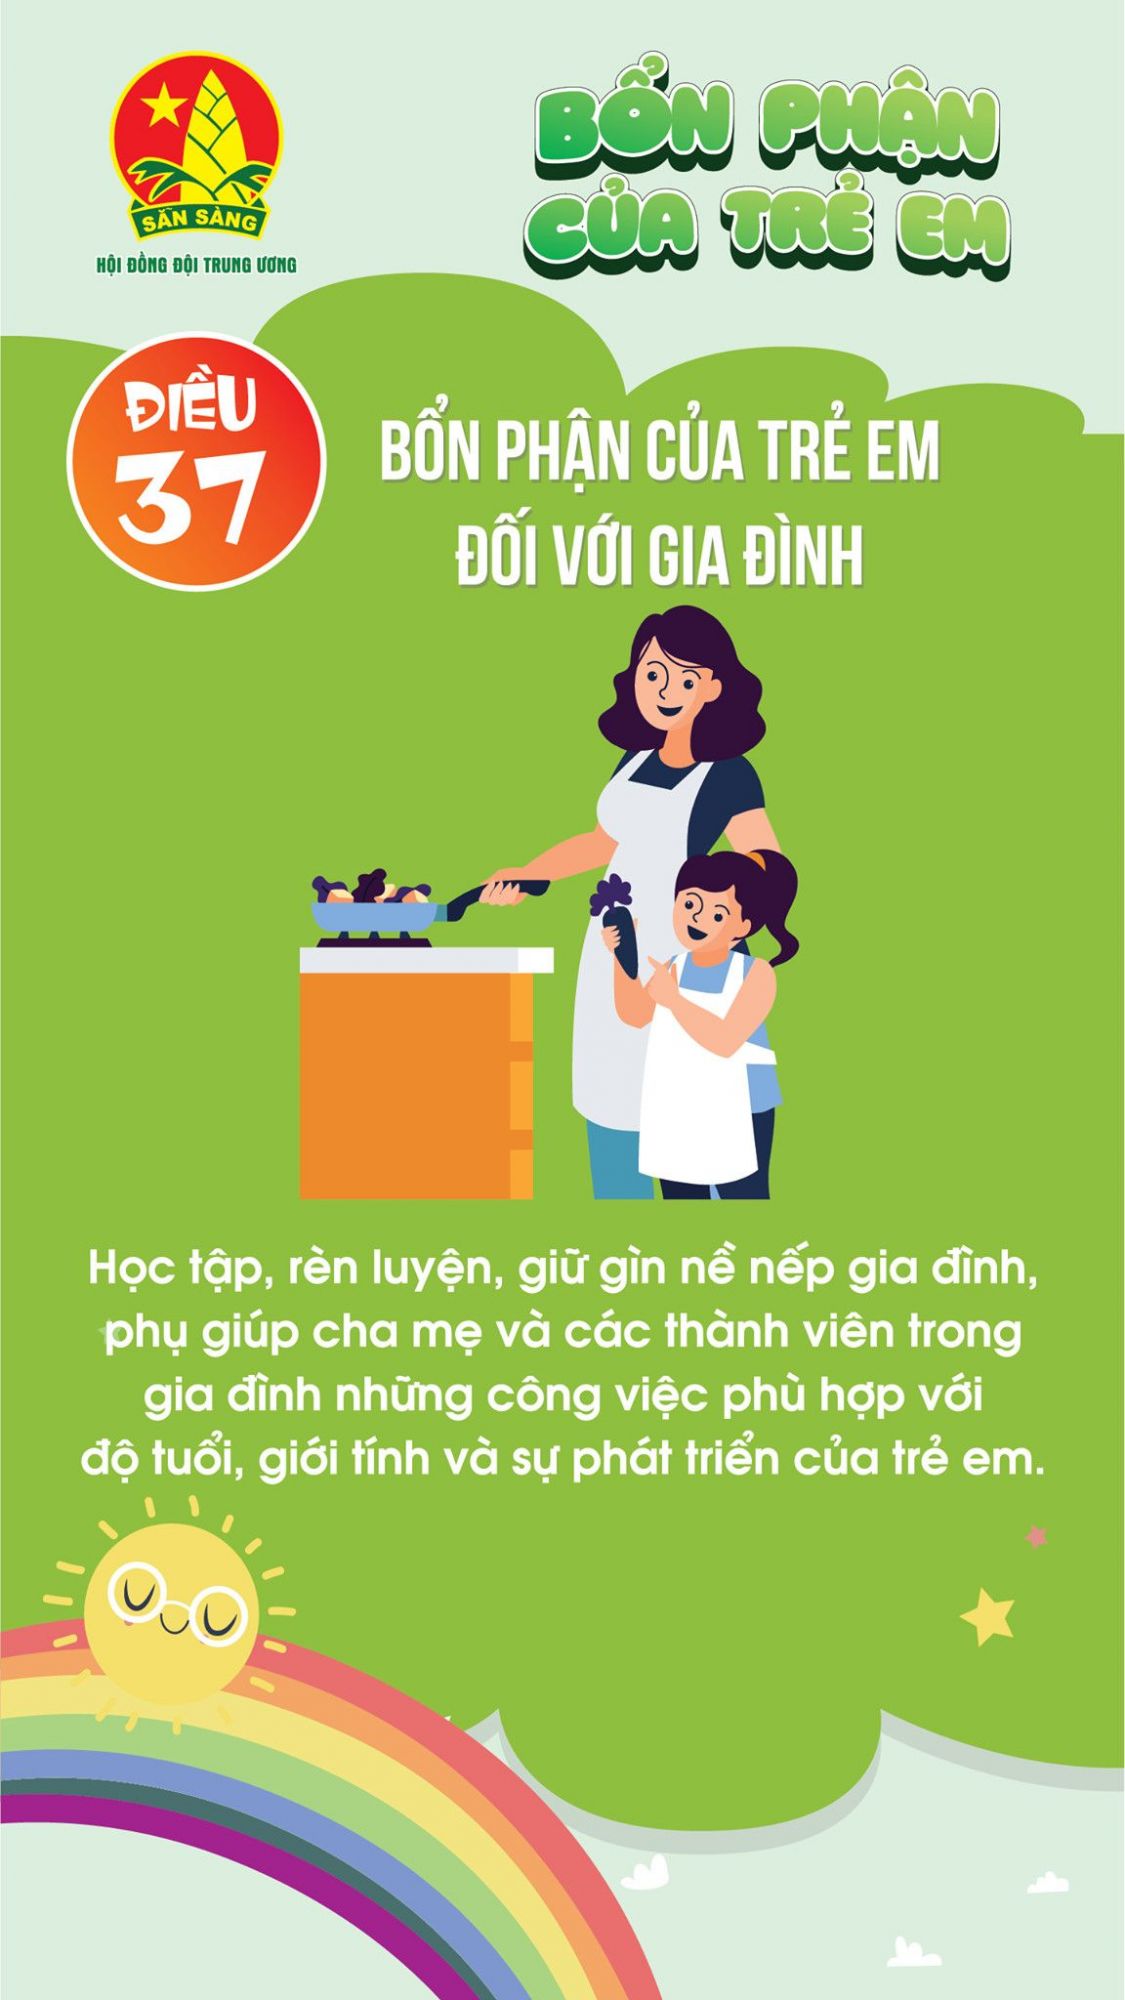 SẴN SÀNG
HỘI ĐỒNG ĐỘI TRUNG ƯƠNG
BỔN PHẬN
CỦA TRẺ EM
ĐIỀU
37
BỔN PHẬN CỦA TRẺ EM
ĐỐI VỚI GIA ĐÌNH
Học tập, rèn luyện, giữ gìn nề nếp gia đình,
phụ giúp cha mẹ và các thành viên trong
gia đình những công việc phù hợp với
độ tuổi, giới tính và sự phát triển của trẻ em.